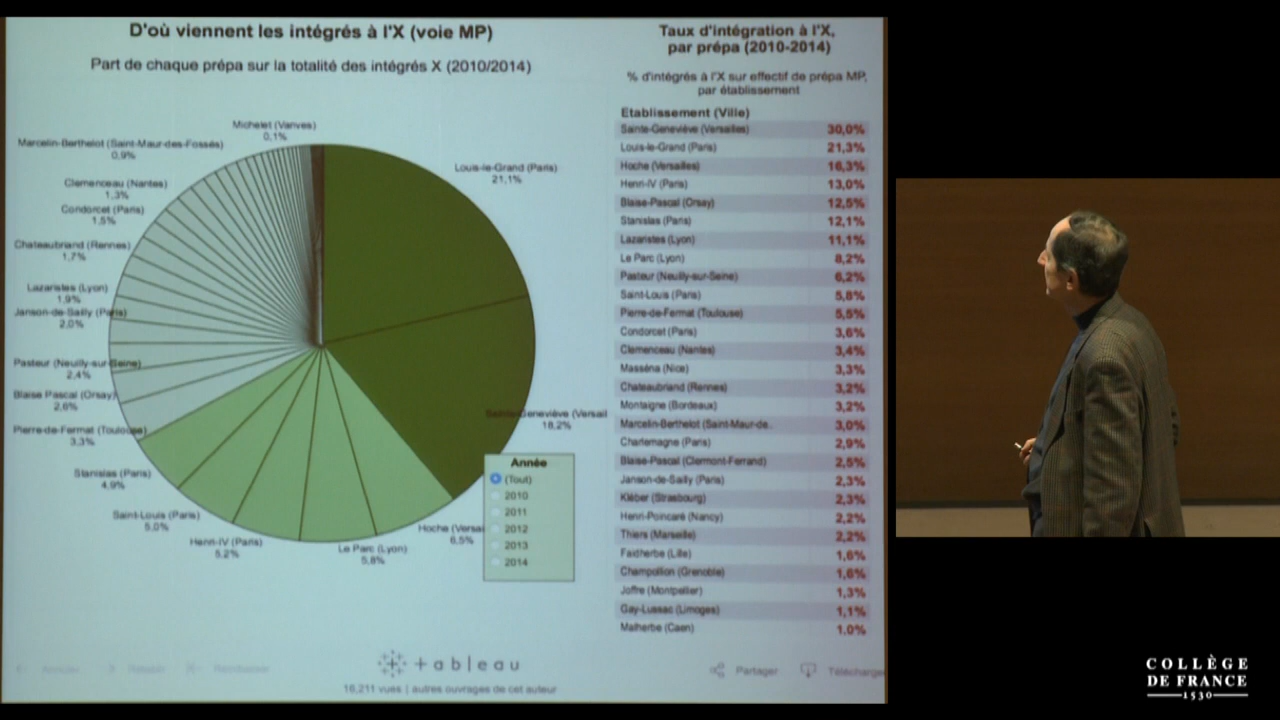 D'où viennent les intégrés à l'X (voie MP)
Part de chaque prépa sur la totalité des intégrés X (2010/2014)
Michelet (Vanves)
0,1%
Marcelin-Berthelot (Saint-Maur-des-Fossés)
0,9%
Clemenceau (Nantes)
1,3%
Condorcet (Paris)
1,5%
Chateaubriand (Rennes)
1,7%
Lazaristes (Lyon)
1,9%
Janson-de-Sailly (Paris)
2,0%
Pasteur (Neuilly-sur-Seine)
2,4%
Blaise Pascal (Orsay)
2,6%
Pierre-de-Fermat (Toulouse)
3,3%
Stanislas (Paris)
4,9%
Saint-Louis (Paris)
5,0%
Henri-IV (Paris)
5,2%
Le Parc (Lyon)
5,8%
Hoche (Versai
6,5%
Sainte-Geneviève (Versail
18,2%
Louis-le-Grand (Paris)
21,1%
Année
(Tout)
2010
2011
2012
2013
2014
Taux d'intégration à l'X,
par prépa (2010-2014)
% d'intégrés à l'X sur effectif de prépa MP,
par établissement
Etablissement (Ville)
Sainte-Geneviève (Versailles) 30,0%
Louis-le-Grand (Paris) 21,3%
Hoche (Versailles) 16,3%
Henri-IV (Paris) 13,0%
Blaise-Pascal (Orsay) 12,5%
Stanislas (Paris) 12,1%
Lazaristes (Lyon) 11,1%
Le Parc (Lyon) 8,2%
Pasteur (Neuilly-sur-Seine) 6,2%
Saint-Louis (Paris) 5,8%
Pierre-de-Fermat (Toulouse) 5,5%
Condorcet (Paris) 3,6%
Clemenceau (Nantes) 3,4%
Masséna (Nice) 3,3%
Chateaubriand (Rennes) 3,2%
Montaigne (Bordeaux) 3,2%
Marcelin-Berthelot (Saint-Maur-de.. 3,0%
Charlemagne (Paris) 2,9%
Blaise-Pascal (Clermont-Ferrand) 2,5%
Janson-de-Sailly (Paris) 2,3%
Kléber (Strasbourg) 2,3%
Henri-Poincaré (Nancy) 2,2%
Thiers (Marseille) 2,2%
Faidherbe (Lille) 1,6%
Champollion (Grenoble) 1,6%
Joffre (Montpellier) 1,3%
Gay-Lussac (Limoges) 1,1%
Malherbe (Caen) 1,0%
+ableau
Partager
Télécharge
16,211 vues | autres ouvrages de cet auteur
COLLÈGE
DE FRANCE
1530